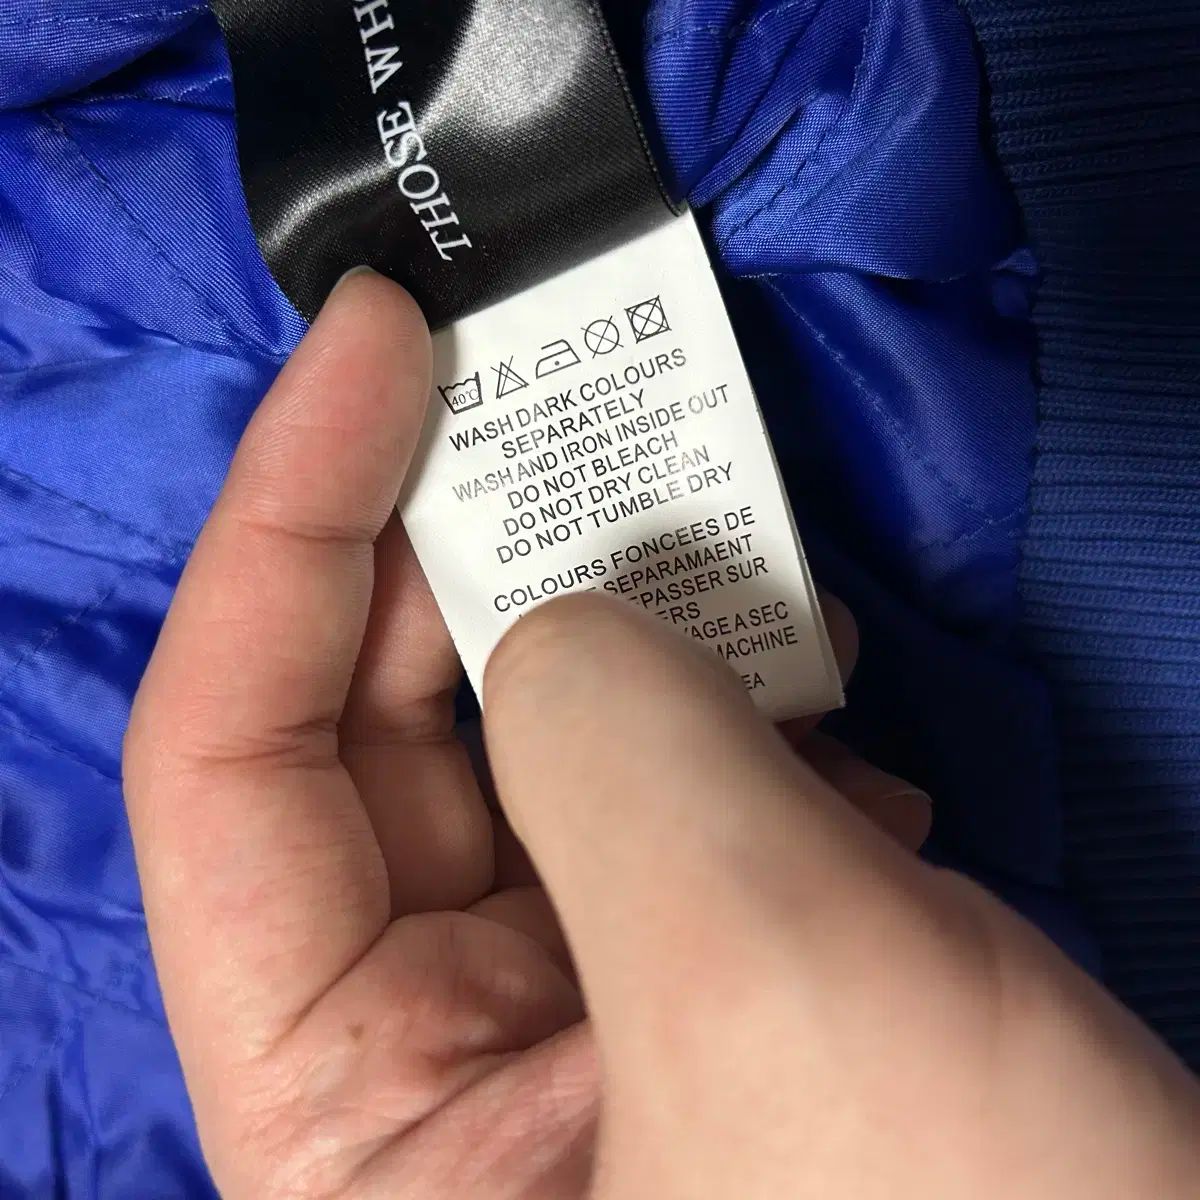 THOSE WH
40°C
WASH DARK COLOURS
SEPARATELY
WASH AND IRON INSIDE OUT
DO NOT BLEACH
DO NOT DRY CLEAN
DO NOT TUMBLE DRY
COLOURS FONCEES DE
SEPARAMAENT
EPASSER SUR
ERS
AGE A SEC
MACHINE
EA